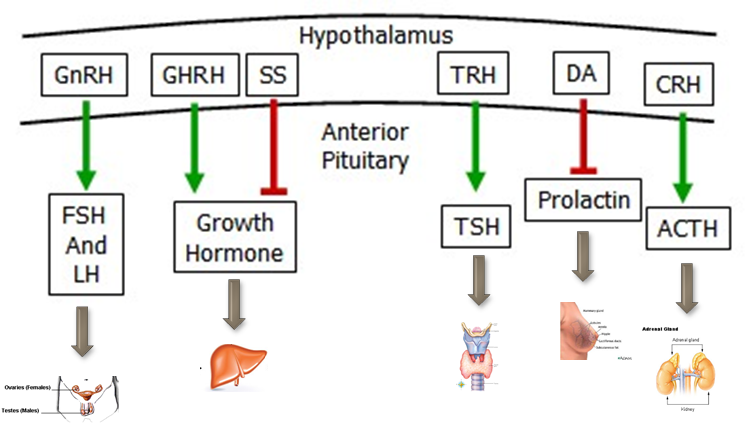 Hypothalamus
GnRH
GHRH
SS
TRH
DA
CRH
Anterior
Pituitary
FSH
And
LH
Growth
Hormone
TSH
Prolactin
ACTH
Adrenal Gland
Adrenal gland
Kidney
Ovaries (Females)
Testes (Males)